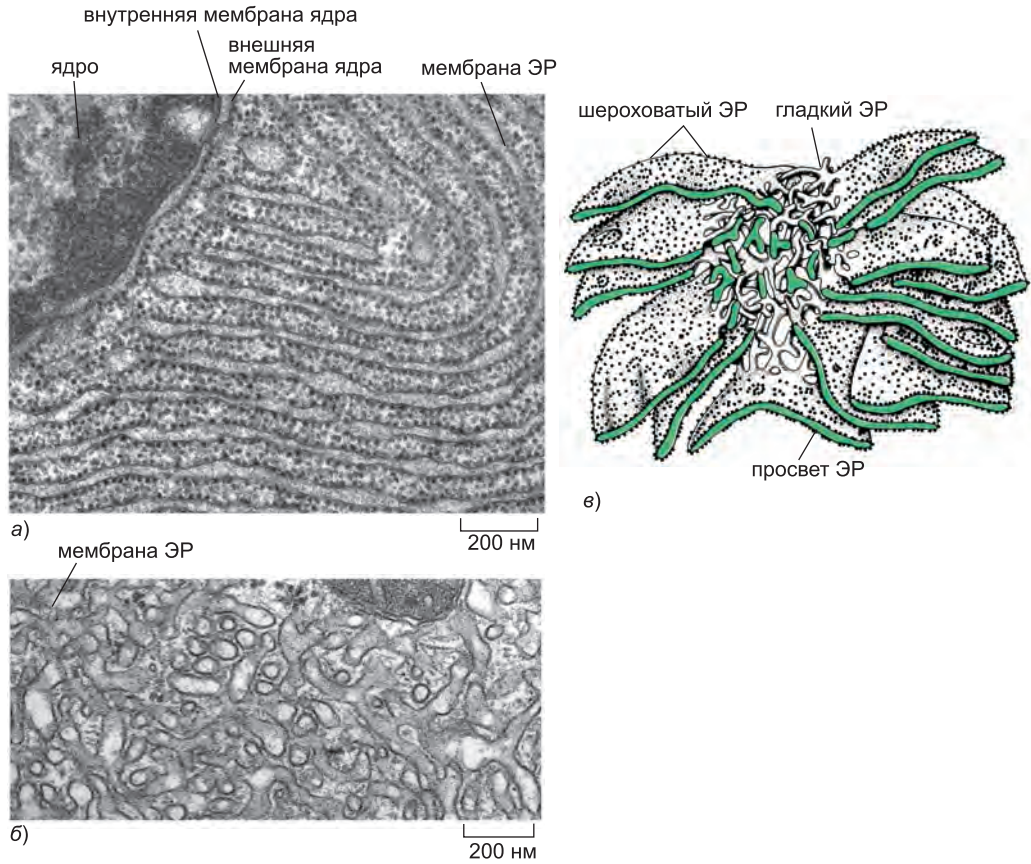 внутренняя мембрана ядра
внешняя
мембрана ядра
ядро
мембрана ЭР
а)
200 нм
мембрана ЭР
б)
200 нм
шероховатый ЭР
гладкий ЭР
просвет ЭР
в)